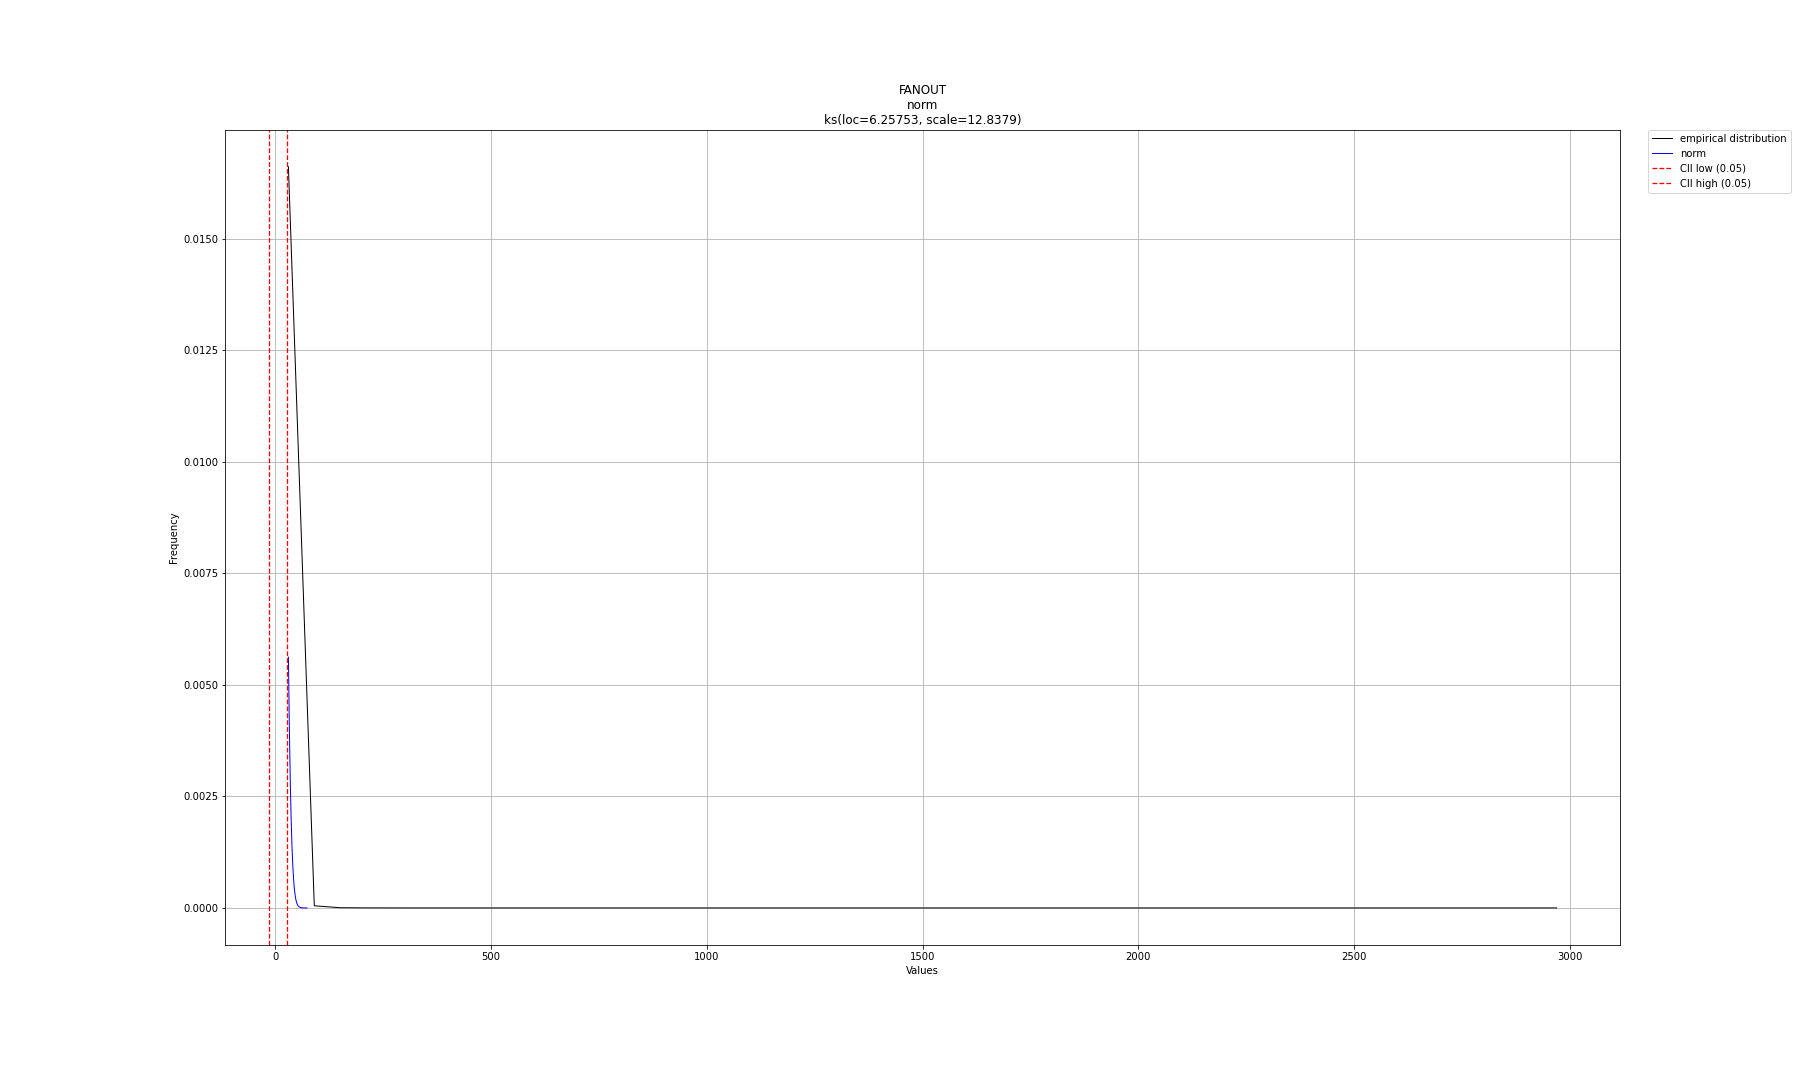 FANOUT
norm
ks(loc=6.25753, scale=12.8379)
empirical distribution
norm
CII low (0.05)
CII high (0.05)
0.0150
0.0125
0.0100
0.0075
0.0050
0.0025
0.0000
Frequency
0 500 1000 1500 2000 2500 3000
Values